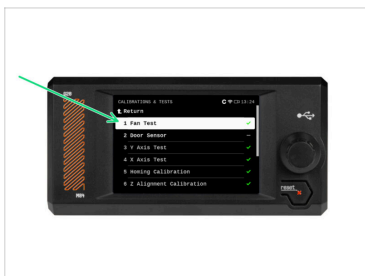 CALIBRATIONS & TESTS 13:24
Return
1 Fan Test
2 Door Sensor
3 Y Axis Test
4 X Axis Test
5 Homing Calibration
6 Z Alignment Calibration
reset